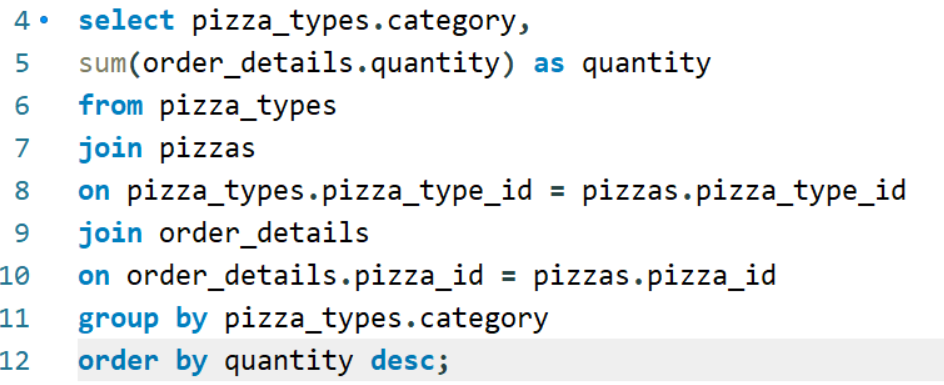 4 select pizza_types.category,
5 sum(order_details.quantity) as quantity
6 from pizza_types
7 join pizzas
8 on pizza_types.pizza_type_id = pizzas.pizza_type_id
9 join order_details
10 on order_details.pizza_id = pizzas.pizza_id
11 group by pizza_types.category
12 order by quantity desc;